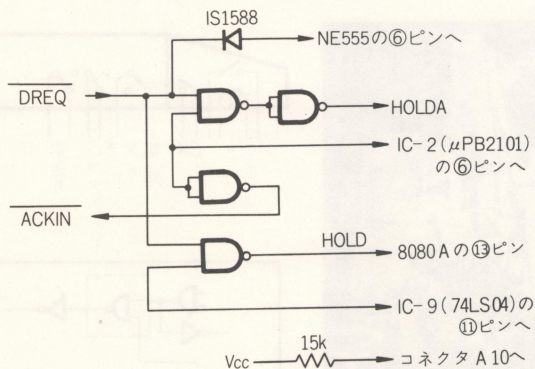 IS1588
NE555の⑥ピンへ
DREQ
HOLDA
IC-2(μPB2101)
の⑥ピンへ
ACKIN
HOLD
8080Aの⑬ピン
IC-9(74LS04)の
⑪ピンへ
15k
Vcc
コネクタA10へ